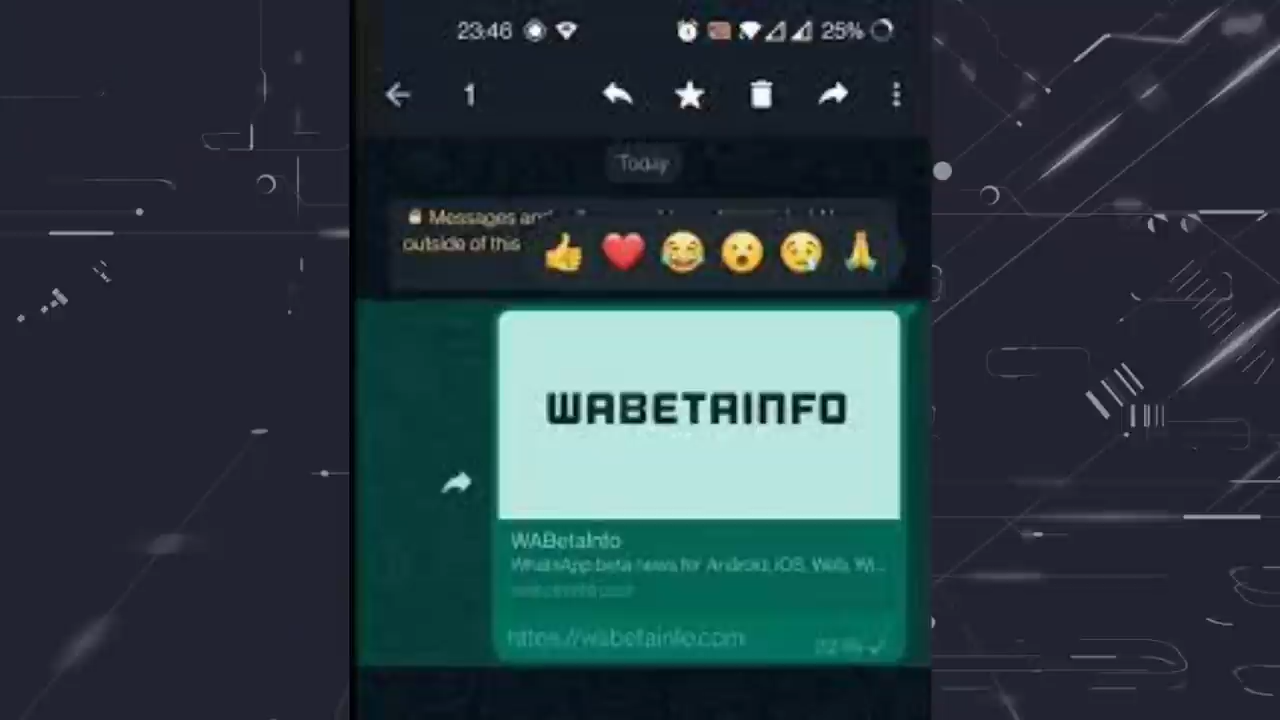 23:46
25%
1
Today
Messages and
outside of this
WABETAINFO
WABetaInfo
WhatsApp beta news for Android, iOS, Web, Wi...
https://wabetainfo.com